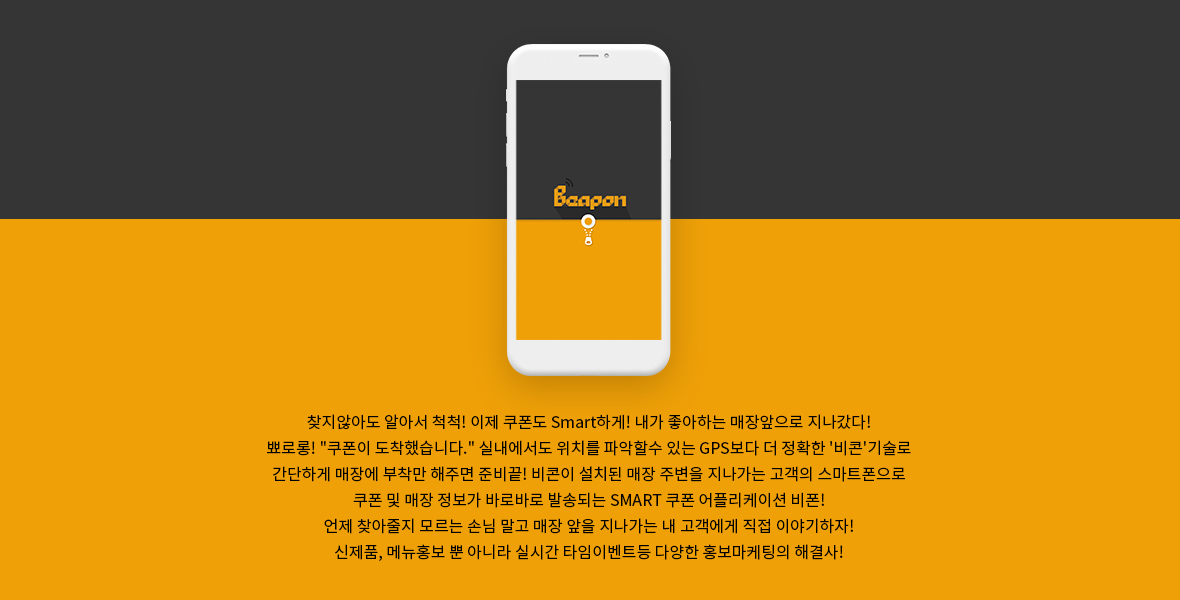 Beapon
찾지않아도 알아서 척척! 이제 쿠폰도 Smart하게! 내가 좋아하는 매장앞으로 지나갔다!
뾰로롱! "쿠폰이 도착했습니다." 실내에서도 위치를 파악할수 있는 GPS보다 더 정확한 '비콘'기술로
간단하게 매장에 부착만 해주면 준비끝! 비콘이 설치된 매장 주변을 지나가는 고객의 스마트폰으로
쿠폰 및 매장 정보가 바로바로 발송되는 SMART 쿠폰 어플리케이션 비폰!
언제 찾아줄지 모르는 손님 말고 매장 앞을 지나가는 내 고객에게 직접 이야기하자!
신제품, 메뉴홍보 뿐 아니라 실시간 타임이벤트등 다양한 홍보마케팅의 해결사!